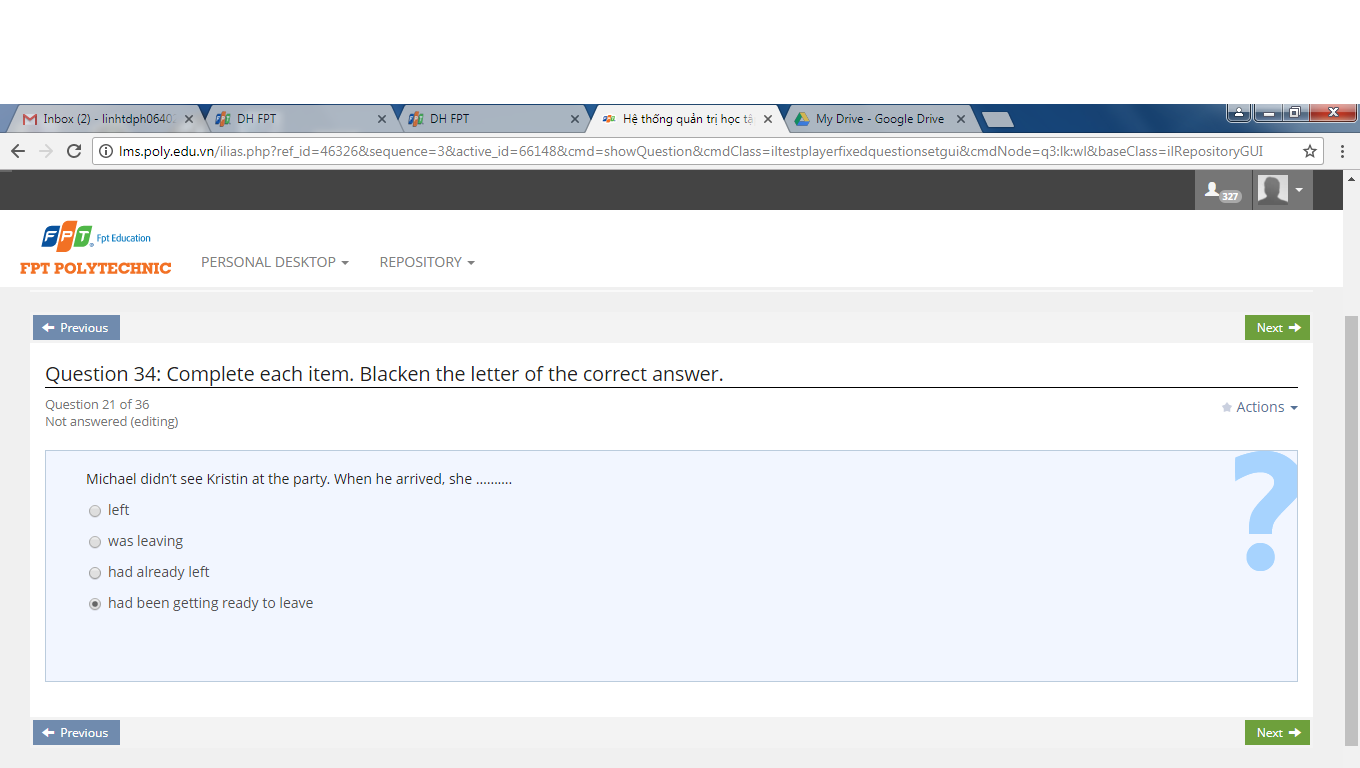 Inbox (2) - linhtdph0640
DH FPT
DH FPT
Hệ thống quản trị học tậ
My Drive - Google Drive
lms.poly.edu.vn/ilias.php?ref_id=46326&sequence=3&active_id=66148&cmd=showQuestion&cmdClass=iltestplayerfixedquestionsetgui&cmdNode=q3:lk:wl&baseClass=ilRepositoryGUI
327
FPT Fpt Education
FPT POLYTECHNIC
PERSONAL DESKTOP
REPOSITORY
Previous
Next
Question 34: Complete each item. Blacken the letter of the correct answer.
Question 21 of 36
Not answered (editing)
Actions
Michael didn’t see Kristin at the party. When he arrived, she ..........
left
was leaving
had already left
had been getting ready to leave
?
Previous
Next